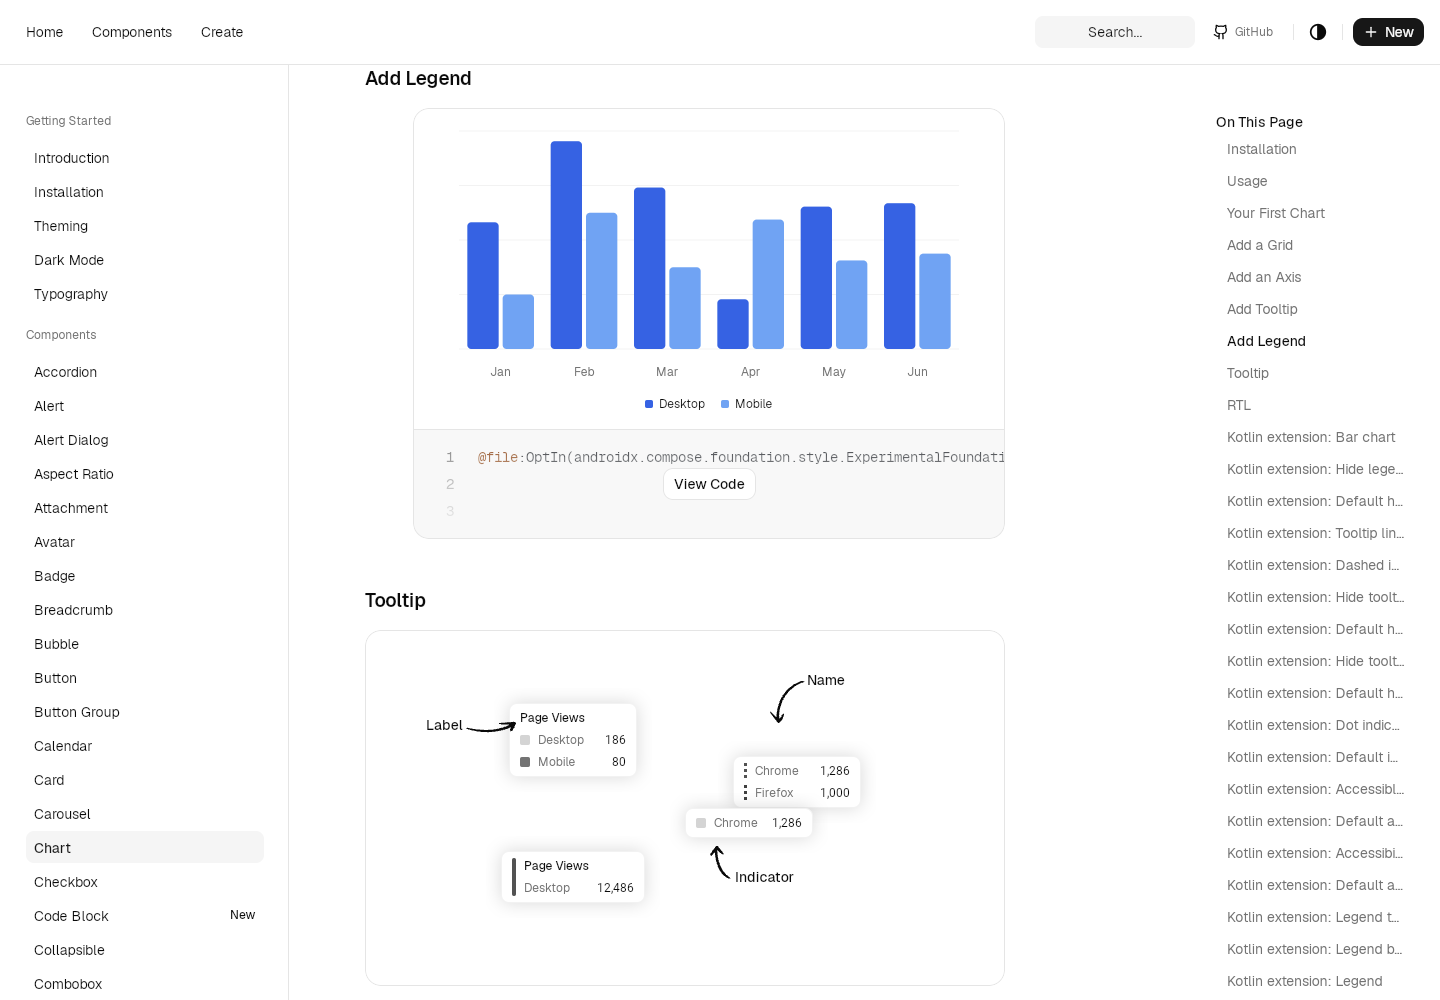 Home
Components
Create
Search...
GitHub
New
Getting Started
Introduction
Installation
Theming
Dark Mode
Typography
Components
Accordion
Alert
Alert Dialog
Aspect Ratio
Attachment
Avatar
Badge
Breadcrumb
Bubble
Button
Button Group
Calendar
Card
Carousel
Chart
Checkbox
Code Block
New
Collapsible
Combobox
Add Legend
Jan
Feb
Mar
Apr
May
Jun
Desktop
Mobile
1 @file:OptIn(androidx.compose.foundation.style.ExperimentalFoundati
2
View Code
3
Tooltip
Label
Page Views
Desktop 186
Mobile 80
Name
Chrome 1,286
Firefox 1,000
Chrome 1,286
Indicator
Page Views
Desktop 12,486
On This Page
Installation
Usage
Your First Chart
Add a Grid
Add an Axis
Add Tooltip
Add Legend
Tooltip
RTL
Kotlin extension: Bar chart
Kotlin extension: Hide lege...
Kotlin extension: Default h...
Kotlin extension: Tooltip lin...
Kotlin extension: Dashed i...
Kotlin extension: Hide toolt...
Kotlin extension: Default h...
Kotlin extension: Hide toolt...
Kotlin extension: Default h...
Kotlin extension: Dot indic...
Kotlin extension: Default i...
Kotlin extension: Accessibl...
Kotlin extension: Default a...
Kotlin extension: Accessibi...
Kotlin extension: Default a...
Kotlin extension: Legend t...
Kotlin extension: Legend b...
Kotlin extension: Legend